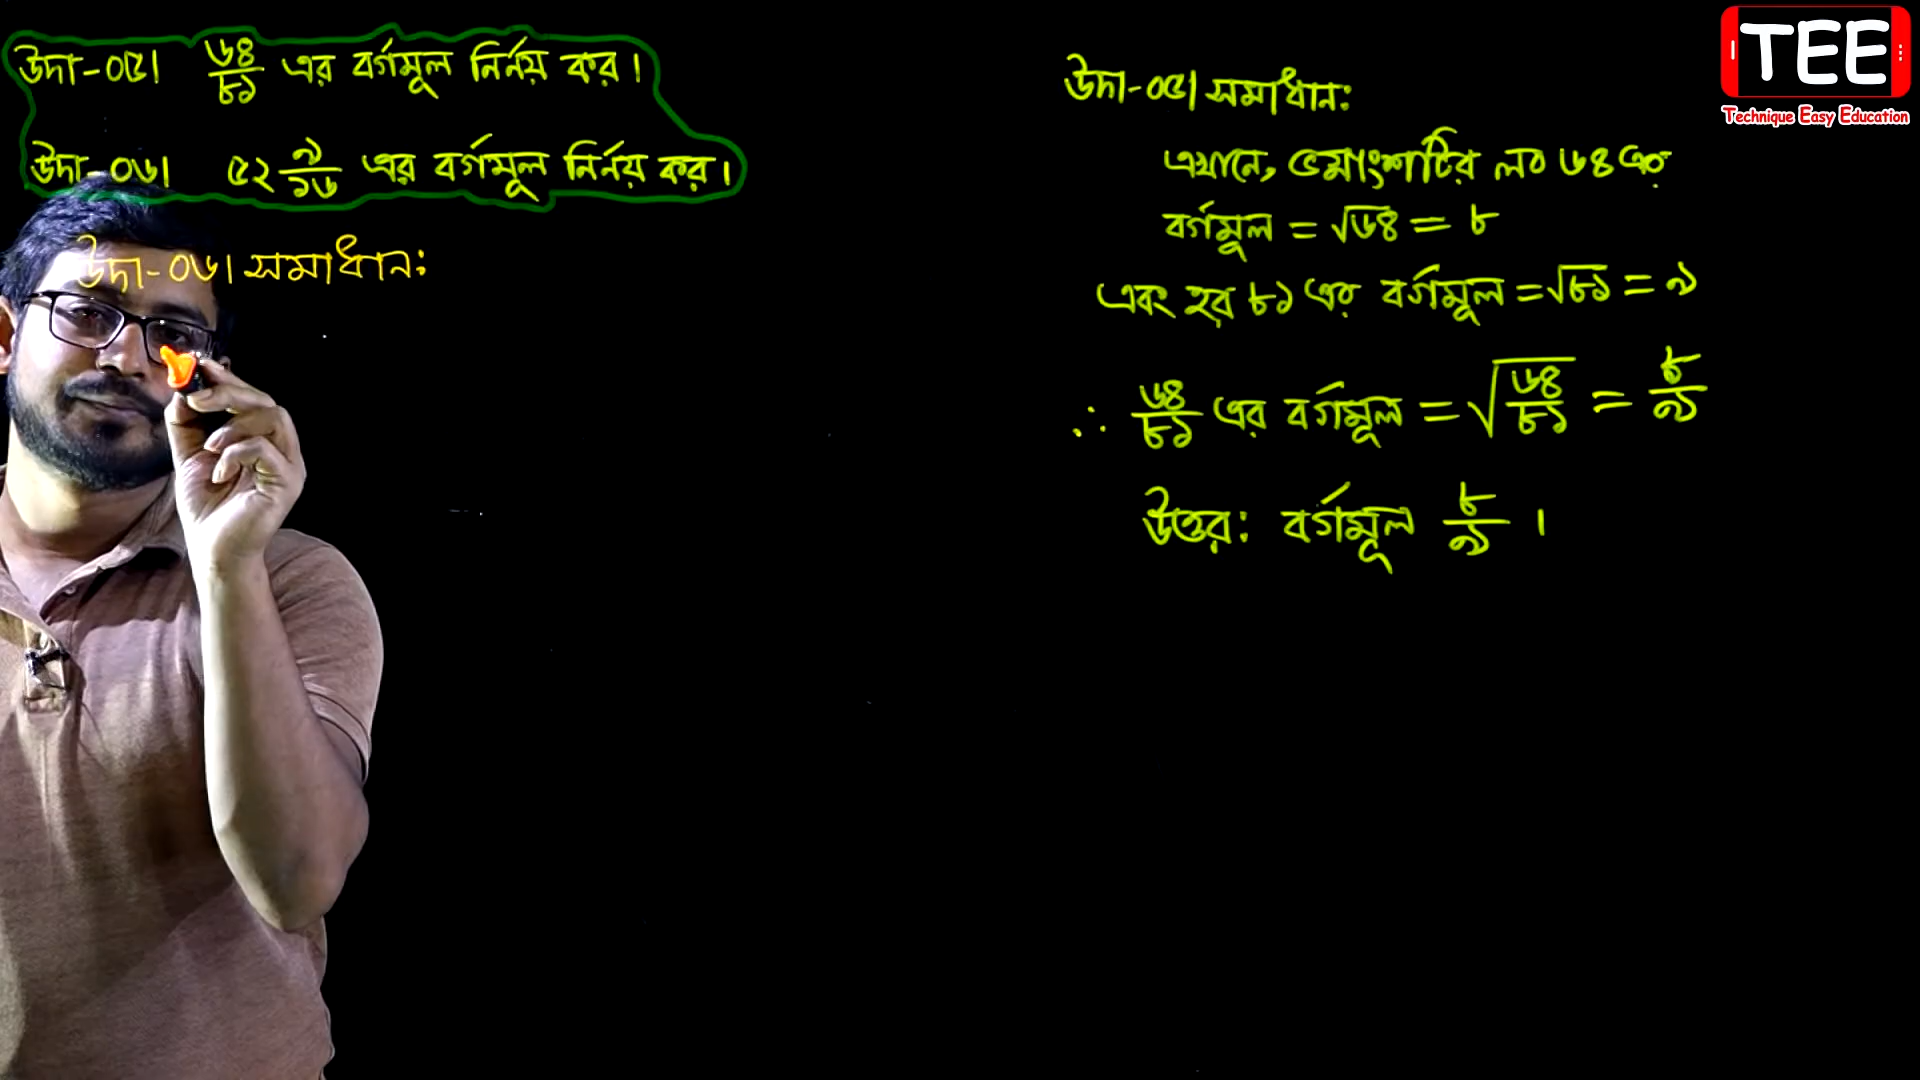 উদা-০৫। ৬৪/৮১ এর বর্গমূল নির্নয় কর।
উদা-০৬। ৫২ ৯/১৬ এর বর্গমূল নির্নয় কর।
উদা-০৬। সমাধান:
উদা-০৫। সমাধান:
এখানে, ভগ্নাংশটির লব ৬৪ এর
বর্গমূল = √৬৪ = ৮
এবং হর ৮১ এর বর্গমূল = √৮১ = ৯
∴ ৬৪/৮১ এর বর্গমূল = √৬৪/৮১ = ৮/৯
উত্তর: বর্গমূল ৮/৯ ।
TEE
Technique Easy Education